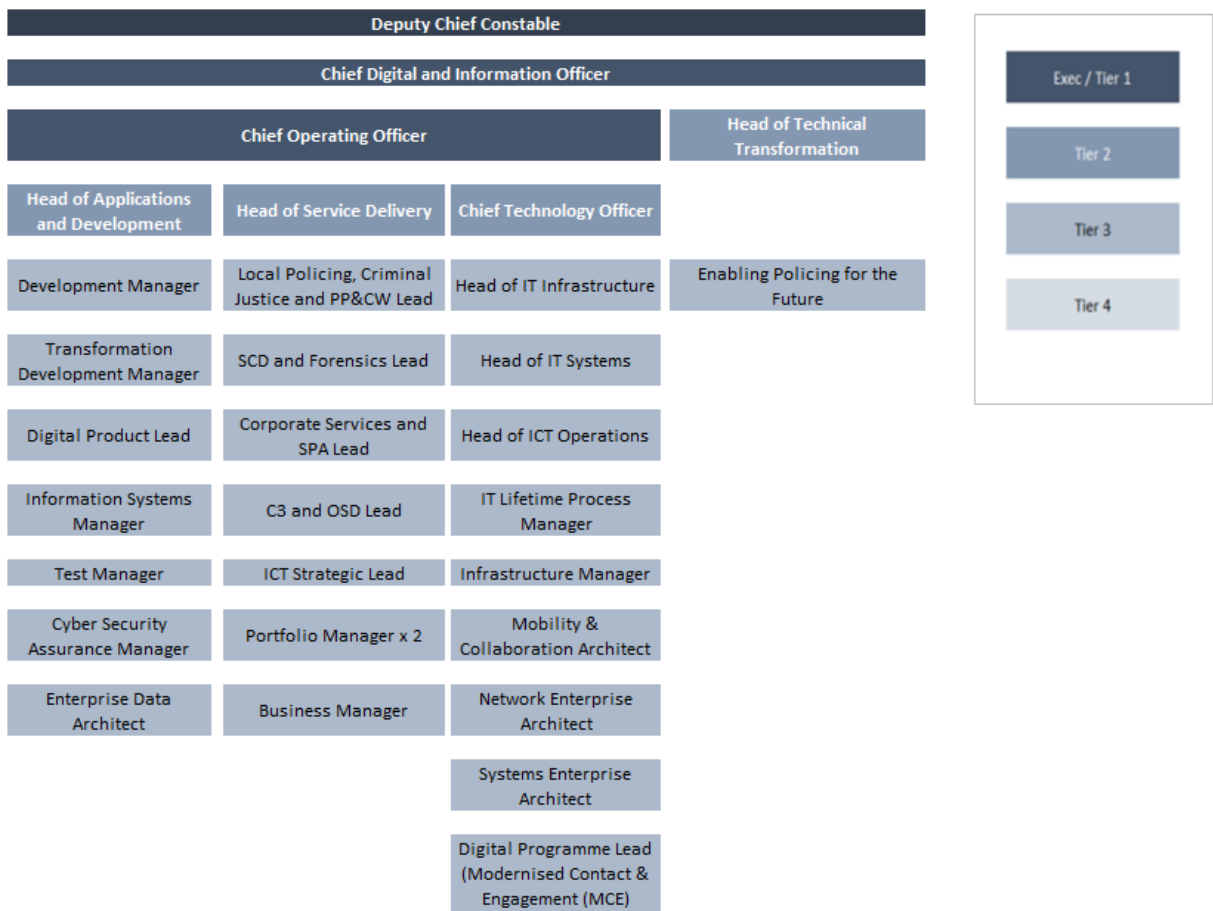 Deputy Chief Constable
Chief Digital and Information Officer
Chief Operating Officer
Head of Technical
Transformation
Head of Applications
and Development
Head of Service Delivery
Chief Technology Officer
Development Manager
Local Policing, Criminal
Justice and PP&CW Lead
Head of IT Infrastructure
Enabling Policing for the
Future
Transformation
Development Manager
SCD and Forensics Lead
Head of IT Systems
Digital Product Lead
Corporate Services and
SPA Lead
Head of ICT Operations
Information Systems
Manager
C3 and OSD Lead
IT Lifetime Process
Manager
Test Manager
ICT Strategic Lead
Infrastructure Manager
Cyber Security
Assurance Manager
Portfolio Manager x 2
Mobility &
Collaboration Architect
Enterprise Data
Architect
Business Manager
Network Enterprise
Architect
Systems Enterprise
Architect
Digital Programme Lead
(Modernised Contact &
Engagement (MCE)
Exec / Tier 1
Tier 2
Tier 3
Tier 4